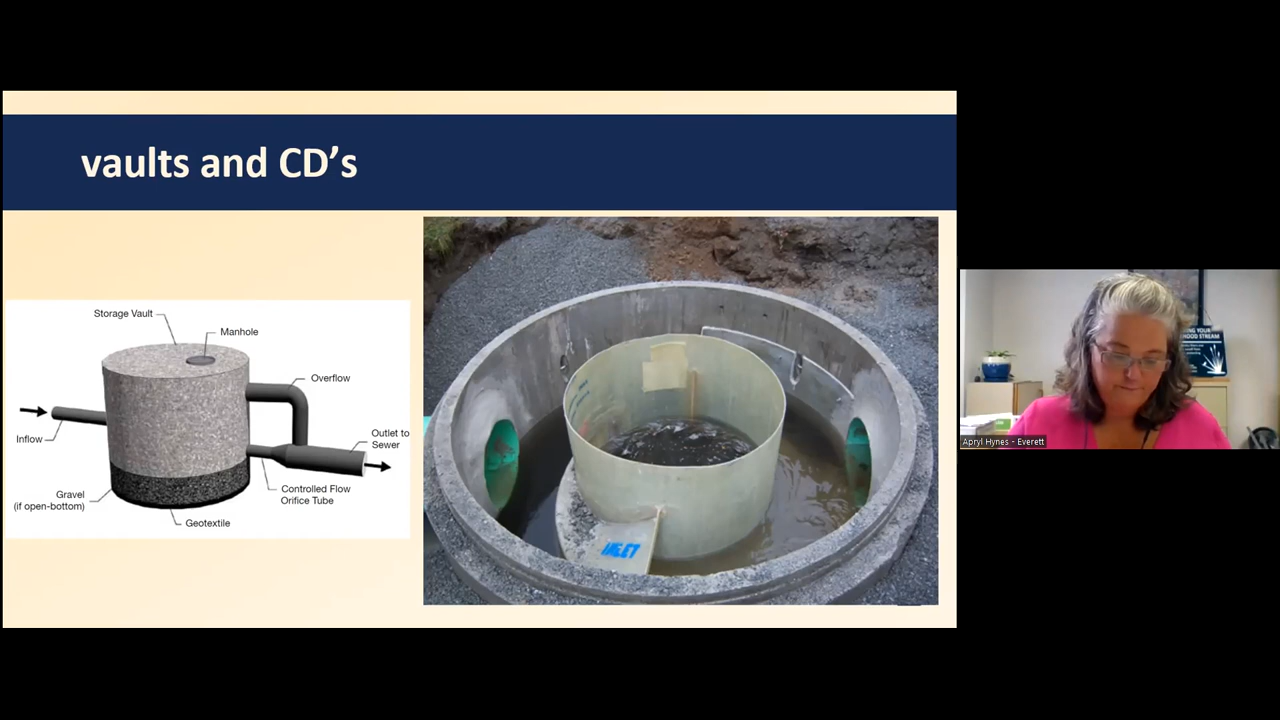 vaults and CD's
Storage Vault
Manhole
Overflow
Outlet to
Sewer
Inflow
Gravel
(if open-bottom)
Controlled Flow
Orifice Tube
Geotextile
INLET
STREAM
Apryl Hynes - Everett